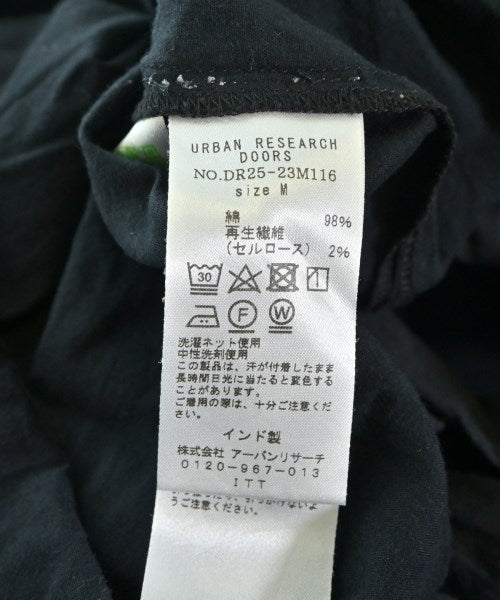 URBAN RESEARCH
DOORS
NO.DR25-23M116
size M
綿 98%
再生繊維
(セルロース) 2%
30
F W
洗濯ネット使用
中性洗剤使用
この製品は、汗が付着したまま
長時間日光に当たると変色する
ことがあります。
ご着用の際は、十分ご注意くだ
さい。
インド製
株式会社 アーバンリサーチ
0120-967-013
ITT
ようご注意ください。